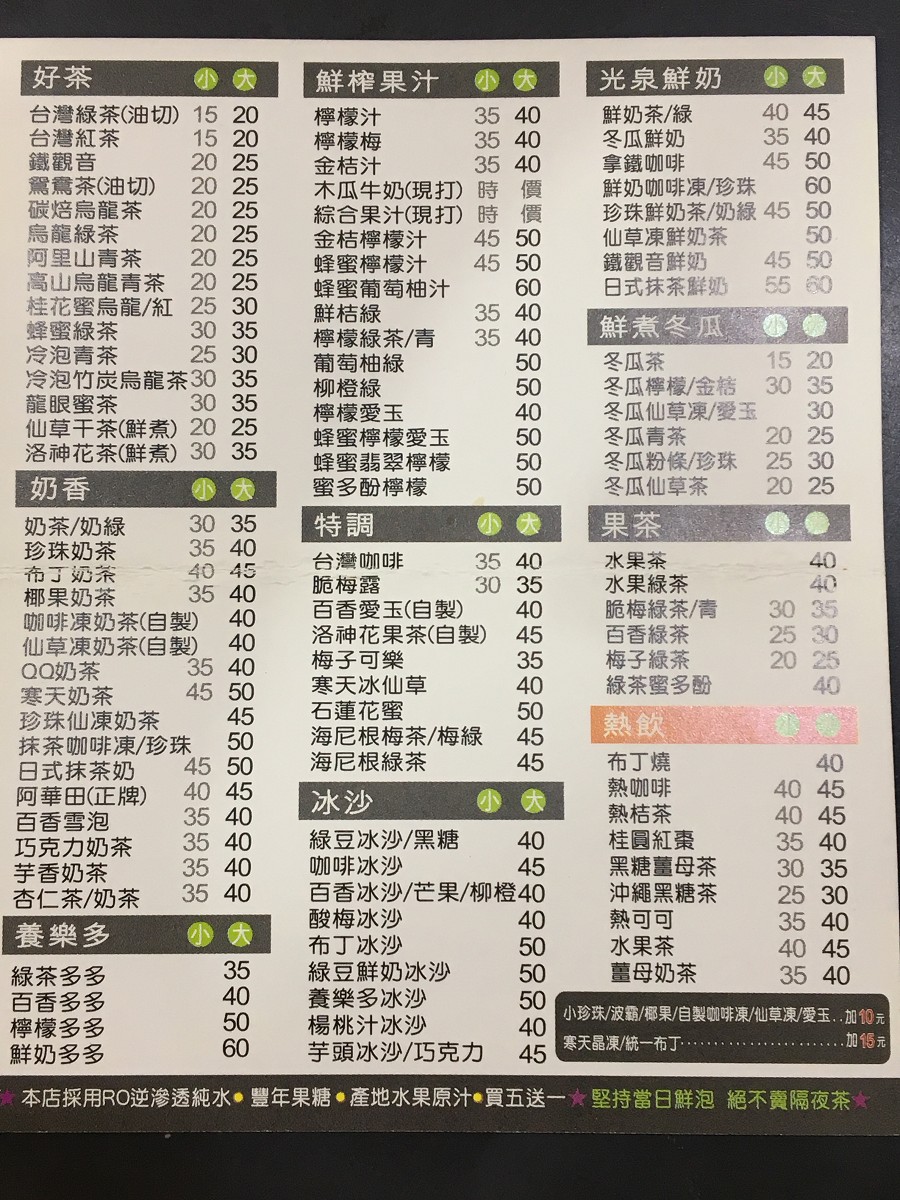 好茶 小 大
台灣綠茶(油切) 15 20
台灣紅茶 15 20
鐵觀音 20 25
鴛鴦茶(油切) 20 25
碳焙烏龍茶 20 25
烏龍綠茶 20 25
阿里山青茶 20 25
高山烏龍青茶 20 25
桂花蜜烏龍/紅 25 30
蜂蜜綠茶 30 35
冷泡青茶 25 30
冷泡竹炭烏龍茶 30 35
龍眼蜜茶 30 35
仙草干茶(鮮煮) 20 25
洛神花茶(鮮煮) 30 35
奶香 小 大
奶茶/奶綠 30 35
珍珠奶茶 35 40
布丁奶茶 40 45
椰果奶茶 35 40
咖啡凍奶茶(自製) 40
仙草凍奶茶(自製) 40
QQ奶茶 35 40
寒天奶茶 45 50
珍珠仙凍奶茶 45
抹茶咖啡凍/珍珠 50
日式抹茶奶 45 50
阿華田(正牌) 40 45
百香雪泡 35 40
巧克力奶茶 35 40
芋香奶茶 35 40
杏仁茶/奶茶 35 40
養樂多 小 大
綠茶多多 35
百香多多 40
檸檬多多 50
鮮奶多多 60
鮮榨果汁 小 大
檸檬汁 35 40
檸檬梅 35 40
金桔汁 35 40
木瓜牛奶(現打) 時 價
綜合果汁(現打) 時 價
金桔檸檬汁 45 50
蜂蜜檸檬汁 45 50
蜂蜜葡萄柚汁 60
鮮桔綠 35 40
檸檬綠茶/青 35 40
葡萄柚綠 50
柳橙綠 50
檸檬愛玉 40
蜂蜜檸檬愛玉 50
蜂蜜翡翠檸檬 50
蜜多酚檸檬 50
特調 小 大
台灣咖啡 35 40
脆梅露 30 35
百香愛玉(自製) 40
洛神花果茶(自製) 45
梅子可樂 35
寒天冰仙草 40
石蓮花蜜 50
海尼根梅茶/梅綠 45
海尼根綠茶 45
冰沙 小 大
綠豆冰沙/黑糖 40
咖啡冰沙 45
百香冰沙/芒果/柳橙 40
酸梅冰沙 40
布丁冰沙 50
綠豆鮮奶冰沙 50
養樂多冰沙 50
楊桃汁冰沙 40
芋頭冰沙/巧克力 45
光泉鮮奶 小 大
鮮奶茶/綠 40 45
冬瓜鮮奶 35 40
拿鐵咖啡 45 50
鮮奶咖啡凍/珍珠 60
珍珠鮮奶茶/奶綠 45 50
仙草凍鮮奶茶 50
鐵觀音鮮奶 45 50
日式抹茶鮮奶 55 60
鮮煮冬瓜 小 大
冬瓜茶 15 20
冬瓜檸檬/金桔 30 35
冬瓜仙草凍/愛玉 30
冬瓜青茶 20 25
冬瓜粉條/珍珠 25 30
冬瓜仙草茶 20 25
果茶 小 大
水果茶 40
水果綠茶 40
脆梅綠茶/青 30 35
百香綠茶 25 30
梅子綠茶 20 25
綠茶蜜多酚 40
熱飲 小 大
布丁燒 40
熱咖啡 40 45
熱桔茶 40 45
桂圓紅棗 35 40
黑糖薑母茶 30 35
沖繩黑糖茶 25 30
熱可可 35 40
水果茶 40 45
薑母奶茶 35 40
小珍珠/波霸/椰果/自製咖啡凍/仙草凍/愛玉..加10元
寒天晶凍/統一布丁........................加15元
★本店採用RO逆滲透純水●豐年果糖●產地水果原汁●買五送一★堅持當日鮮泡 絕不賣隔夜茶★